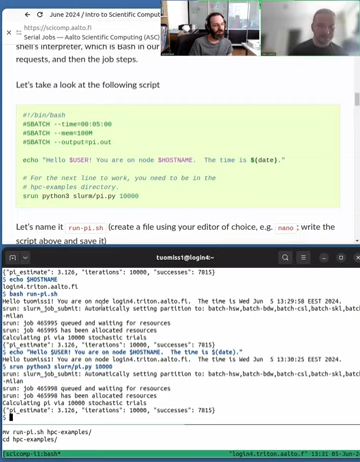 June 2024 / Intro to Scientific Comput
https://scicomp.aalto.fi
Serial Jobs — Aalto Scientific Computing (ASC)
shell's interpreter, which is Bash in our
requests, and then the job steps.
Let's take a look at the following script
#!/bin/bash
#SBATCH --time=00:05:00
#SBATCH --mem=100M
#SBATCH --output=pi.out
echo "Hello $USER! You are on node $HOSTNAME.  The time is $(date)."
# For the next line to work, you need to be in the
# hpc-examples directory.
srun python3 slurm/pi.py 10000
Let's name it run-pi.sh (create a file using your editor of choice, e.g. nano ; write the
script above and save it)
tuomiss1@login4:~
{"pi_estimate": 3.126, "iterations": 10000, "successes": 7815}
$ echo $HOSTNAME
login4.triton.aalto.fi
$ bash run-pi.sh
Hello tuomiss1! You are on node login4.triton.aalto.fi.  The time is Wed Jun  5 13:29:58 EEST 2024.
srun: slurm_job_submit: Automatically setting partition to: batch-hsw,batch-bdw,batch-csl,batch-skl,batch
-milan
srun: job 465995 queued and waiting for resources
srun: job 465995 has been allocated resources
Calculating pi via 10000 stochastic trials
{"pi_estimate": 3.126, "iterations": 10000, "successes": 7815}
$ echo "Hello $USER! You are on node $HOSTNAME.  The time is $(date)."
Hello tuomiss1! You are on node login4.triton.aalto.fi.  The time is Wed Jun  5 13:30:25 EEST 2024.
$ srun python3 slurm/pi.py 10000
srun: slurm_job_submit: Automatically setting partition to: batch-hsw,batch-bdw,batch-csl,batch-skl,batch
-milan
srun: job 465998 queued and waiting for resources
srun: job 465998 has been allocated resources
Calculating pi via 10000 stochastic trials
{"pi_estimate": 3.126, "iterations": 10000, "successes": 7815}
$
mv run-pi.sh hpc-examples/
cd hpc-examples/
"login4.triton.aalto.f" 13:31 05-Jun-2